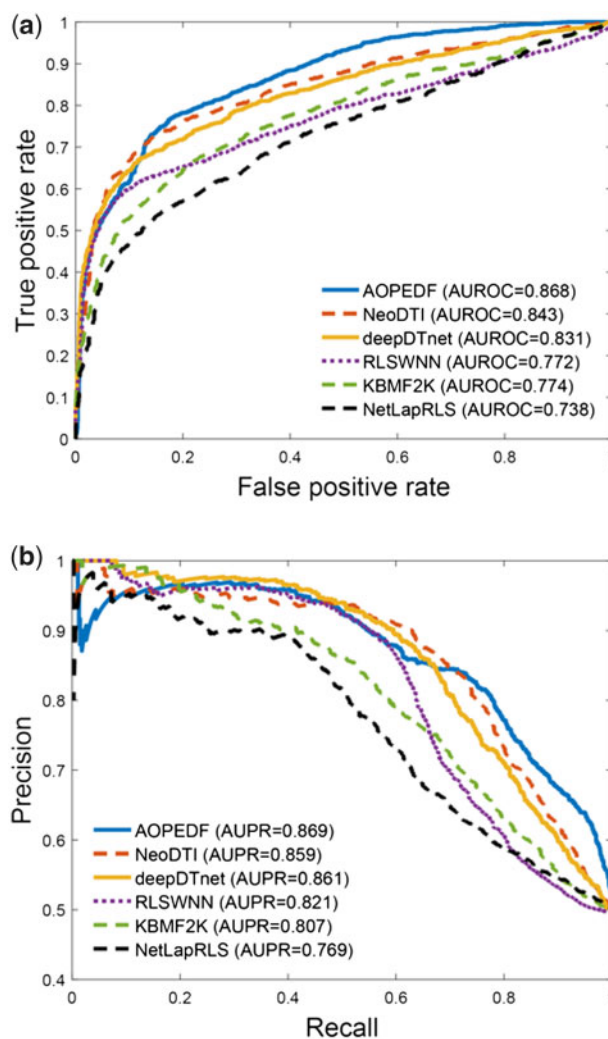 (a)
1
0.9
0.8
0.7
0.6
0.5
0.4
0.3
0.2
0.1
0
True positive rate
AOPEDF (AUROC=0.868)
NeoDTI (AUROC=0.843)
deepDTnet (AUROC=0.831)
RLSWNN (AUROC=0.772)
KBMF2K (AUROC=0.774)
NetLapRLS (AUROC=0.738)
0.2 0.4 0.6 0.8
False positive rate
(b)
1
0.9
0.8
0.7
0.6
0.5
0.4
Precision
AOPEDF (AUPR=0.869)
NeoDTI (AUPR=0.859)
deepDTnet (AUPR=0.861)
RLSWNN (AUPR=0.821)
KBMF2K (AUPR=0.807)
NetLapRLS (AUPR=0.769)
0 0.2 0.4 0.6 0.8
Recall